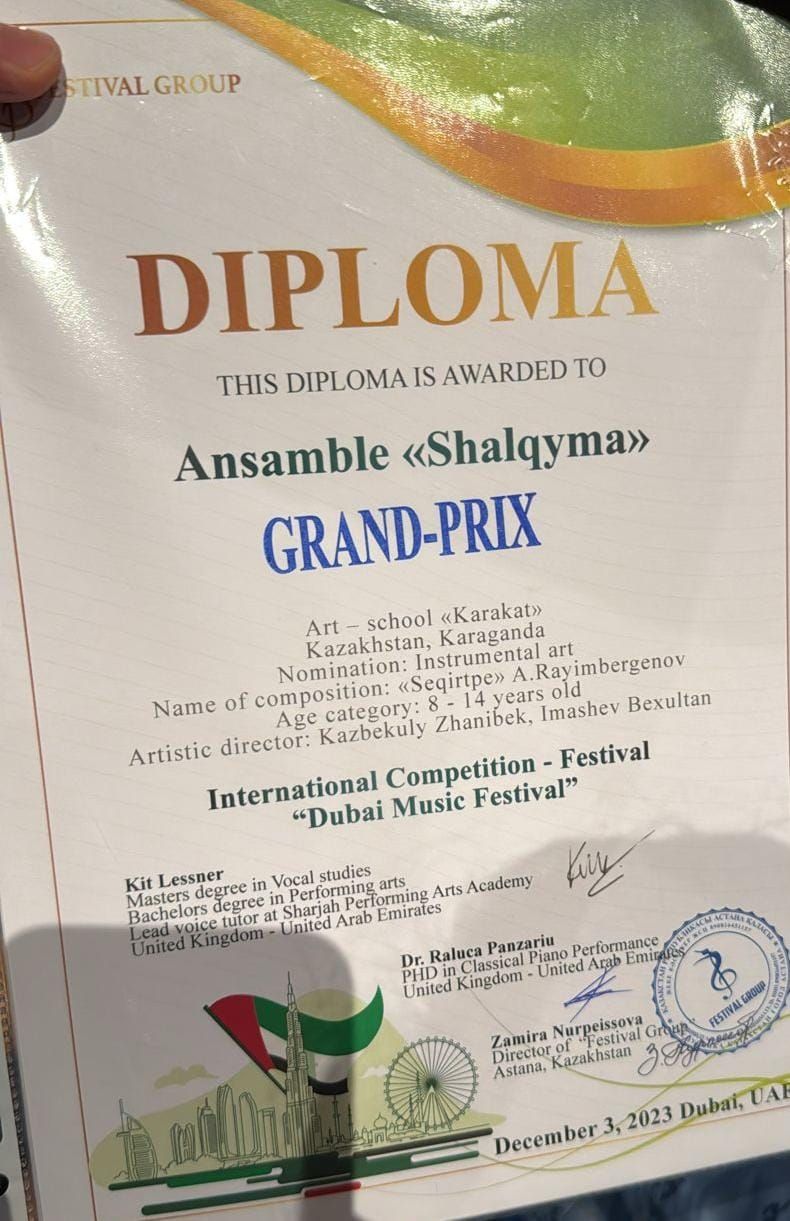 FESTIVAL GROUP
DIPLOMA
THIS DIPLOMA IS AWARDED TO
Ansamble «Shalqyma»
GRAND-PRIX
Art – school «Karakat»
Kazakhstan, Karaganda
Nomination: Instrumental art
Name of composition: «Seqirtpe» A.Rayimbergenov
Age category: 8 - 14 years old
Artistic director: Kazbekuly Zhanibek, Imashev Bexultan
International Competition - Festival
“Dubai Music Festival”
Kit Lessner
Masters degree in Vocal studies
Bachelors degree in Performing arts
Lead voice tutor at Sharjah Performing Arts Academy
United Kingdom - United Arab Emirates
Dr. Raluca Panzariu
PHD in Classical Piano Performance
United Kingdom - United Arab Emirates
Zamira Nurpeissova
Director of “Festival Group”
Astana, Kazakhstan
ҚАЗАҚСТАН РЕСПУБЛИКАСЫ АСТАНА ҚАЛАСЫ
FESTIVAL GROUP
December 3, 2023 Dubai, UAE